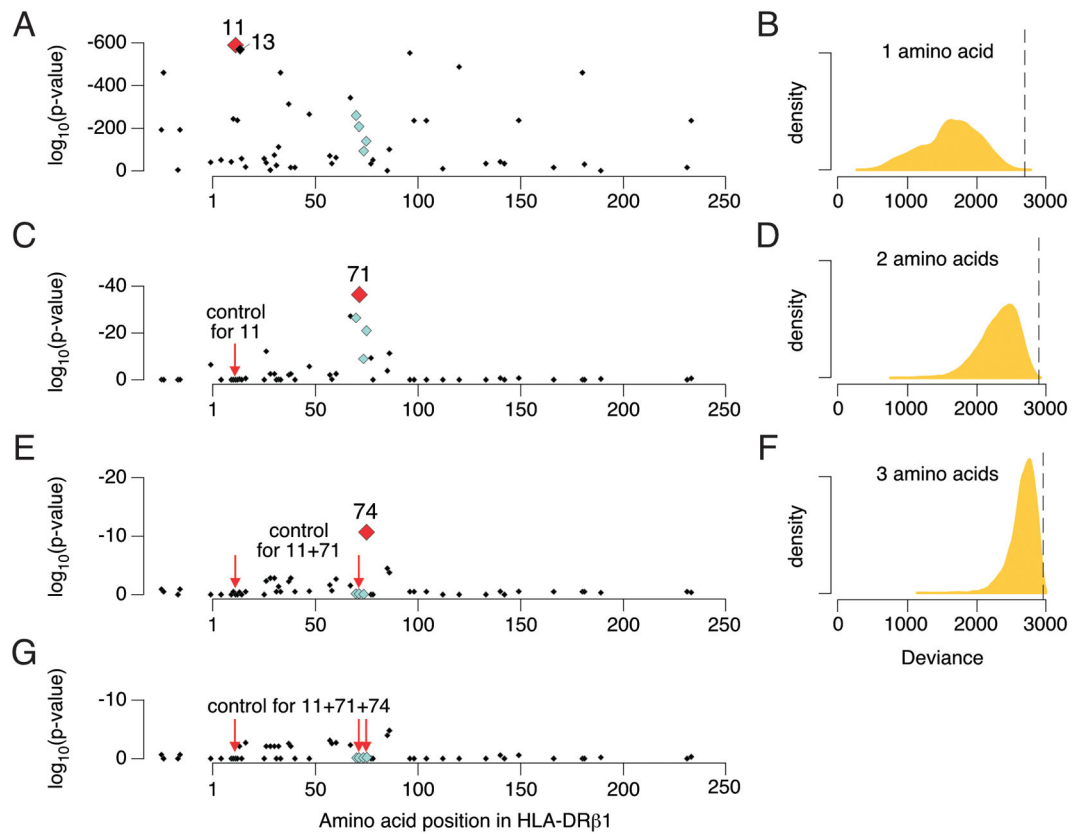 A
11
13
log10(p-value)
-600
-400
-200
0
1
50
100
150
200
250
B
1 amino acid
density
0
1000
2000
3000
C
71
control
for 11
log10(p-value)
-40
-20
0
1
50
100
150
200
250
D
2 amino acids
density
0
1000
2000
3000
E
74
control
for 11+71
log10(p-value)
-20
-10
0
1
50
100
150
200
250
F
3 amino acids
density
0
1000
2000
3000
Deviance
G
control for 11+71+74
log10(p-value)
-10
0
1
50
100
150
200
250
Amino acid position in HLA-DRβ1